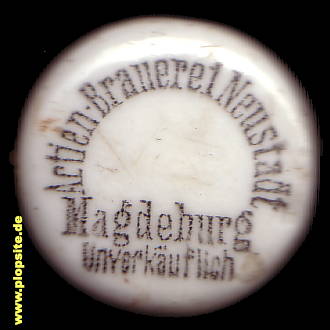 Actien-Brauerei Neustadt
Magdeburg
Unverkäuflich
© www.plopsite.de